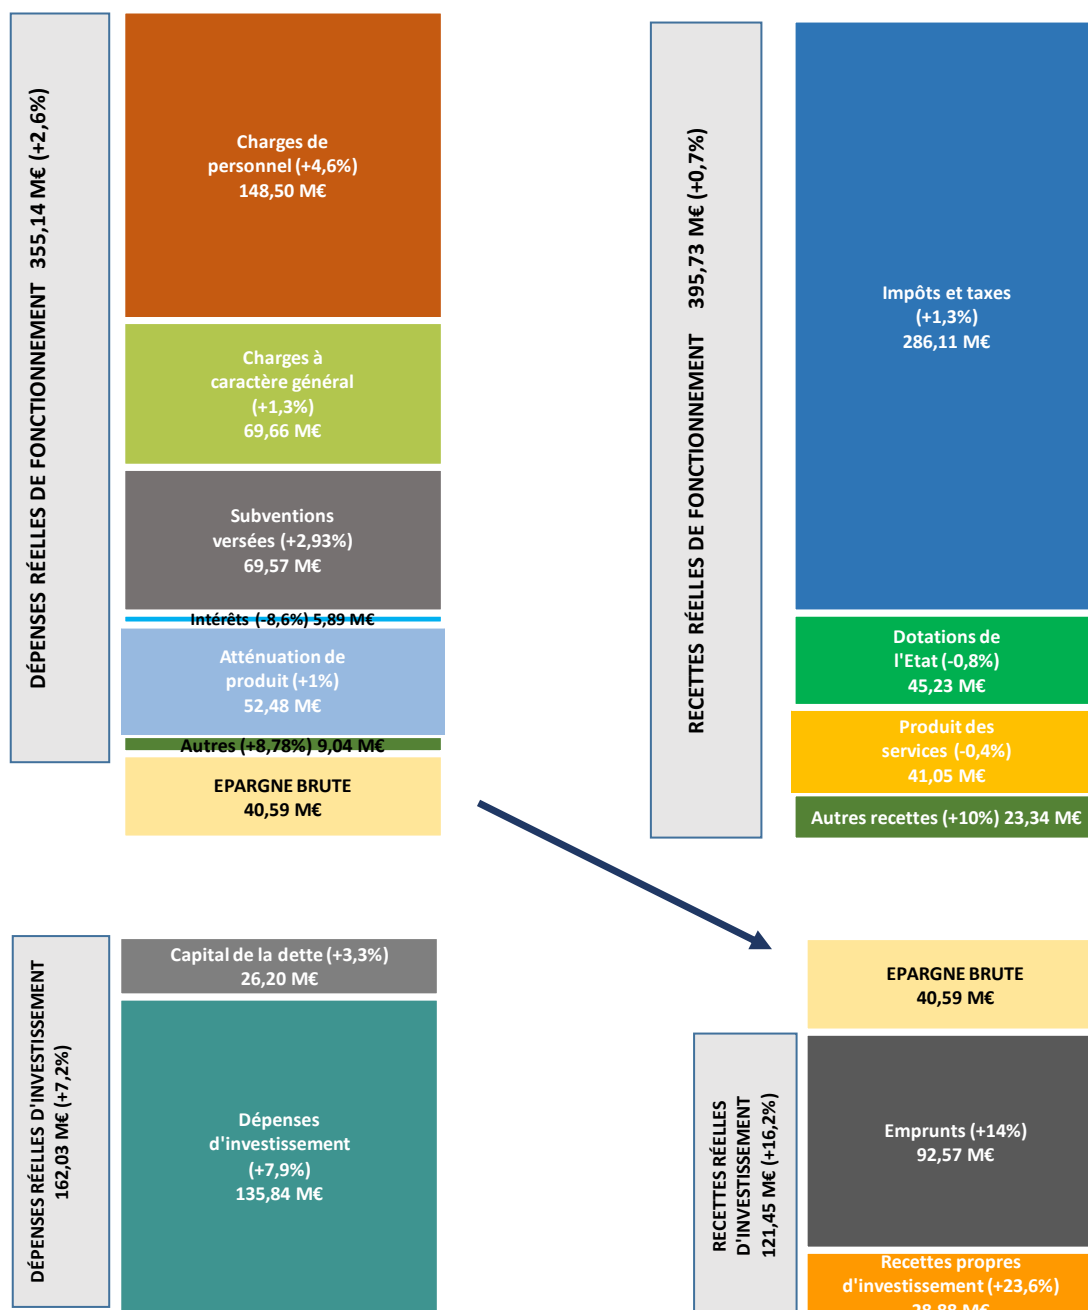 DÉPENSES RÉELLES DE FONCTIONNEMENT 355,14 M€ (+2,6%)
Charges de
personnel (+4,6%)
148,50 M€
Charges à
caractère général
(+1,3%)
69,66 M€
Subventions
versées (+2,93%)
69,57 M€
Intérêts (-8,6%) 5,89 M€
Atténuation de
produit (+1%)
52,48 M€
Autres (+8,78%) 9,04 M€
EPARGNE BRUTE
40,59 M€
RECETTES RÉELLES DE FONCTIONNEMENT 395,73 M€ (+0,7%)
Impôts et taxes
(+1,3%)
286,11 M€
Dotations de
l'Etat (-0,8%)
45,23 M€
Produit des
services (-0,4%)
41,05 M€
Autres recettes (+10%) 23,34 M€
DÉPENSES RÉELLES D'INVESTISSEMENT
162,03 M€ (+7,2%)
Capital de la dette (+3,3%)
26,20 M€
Dépenses
d'investissement
(+7,9%)
135,84 M€
EPARGNE BRUTE
40,59 M€
RECETTES RÉELLES
D'INVESTISSEMENT
121,45 M€ (+16,2%)
Emprunts (+14%)
92,57 M€
Recettes propres
d'investissement (+23,6%)
28,88 M€